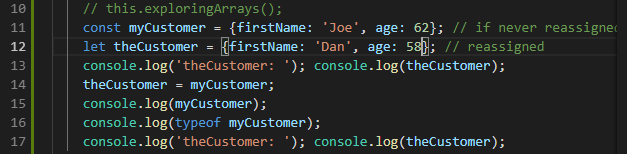 10 // this.exploringArrays();
11 const myCustomer = {firstName: 'Joe', age: 62}; // if never reassigned
12 let theCustomer = {firstName: 'Dan', age: 58}; // reassigned
13 console.log('theCustomer: '); console.log(theCustomer);
14 theCustomer = myCustomer;
15 console.log(myCustomer);
16 console.log(typeof myCustomer);
17 console.log('theCustomer: '); console.log(theCustomer);